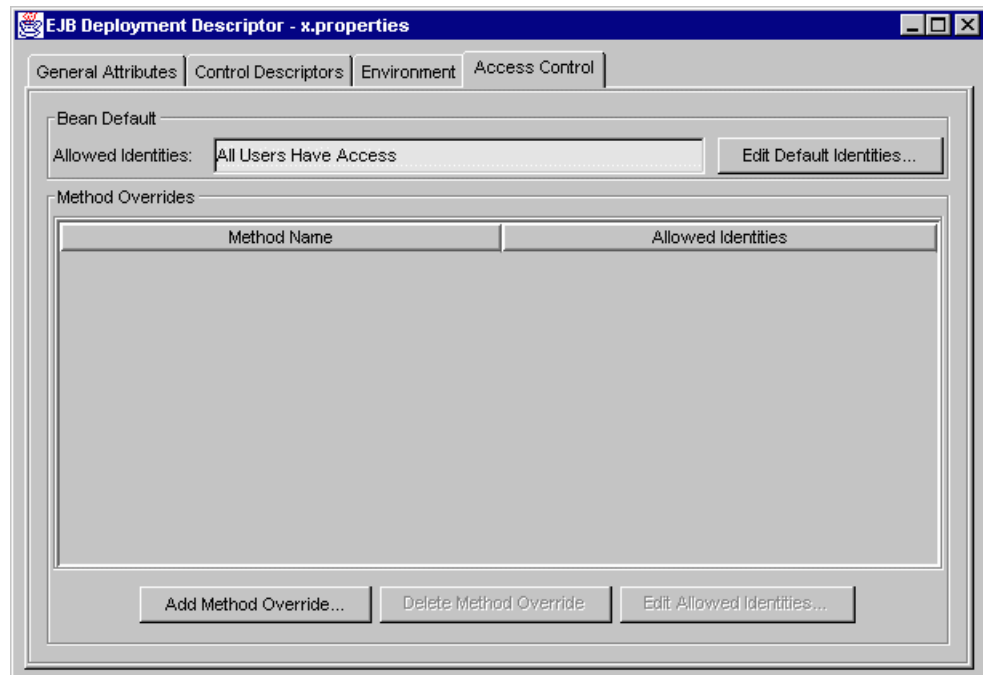 EJB Deployment Descriptor - x.properties
General Attributes Control Descriptors Environment Access Control
Bean Default
Allowed Identities: All Users Have Access Edit Default Identities...
Method Overrides
Method Name Allowed Identities
Add Method Override... Delete Method Override Edit Allowed Identities...